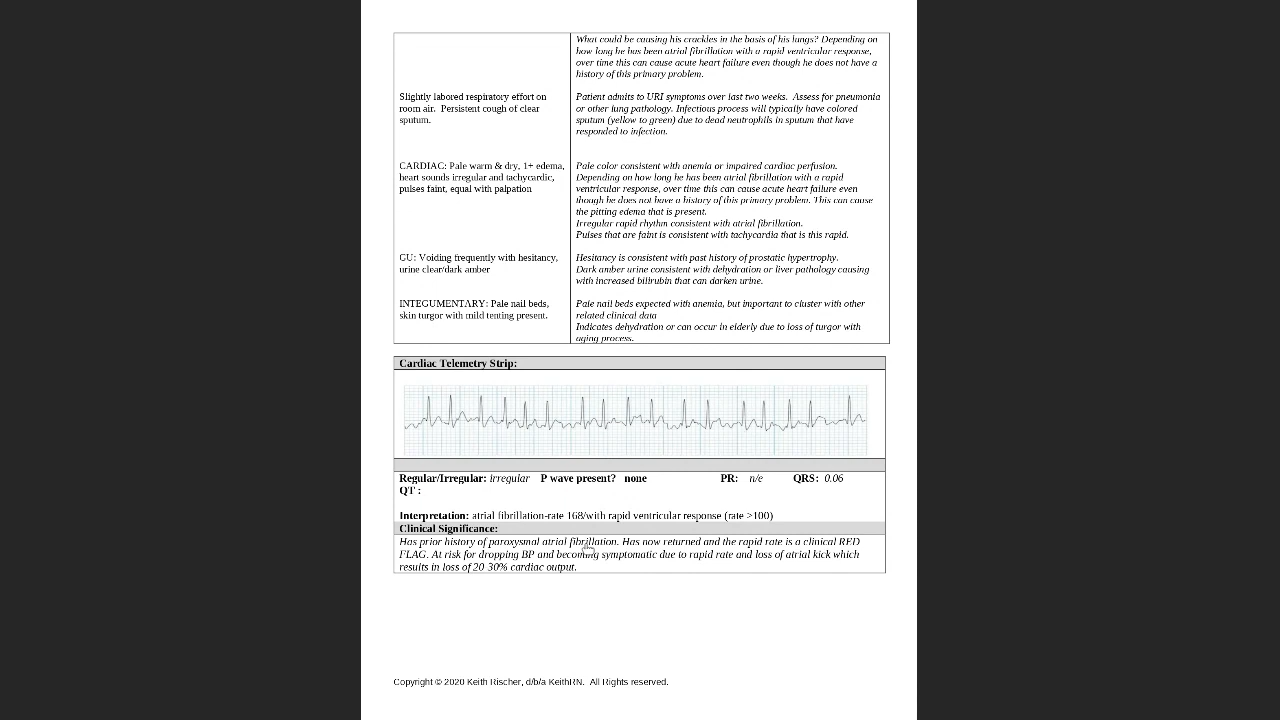 What could be causing his crackles in the basis of his lungs? Depending on
how long he has been atrial fibrillation with a rapid ventricular response,
over time this can cause acute heart failure even though he does not have a
history of this primary problem.
Slightly labored respiratory effort on
room air.  Persistent cough of clear
sputum.
Patient admits to URI symptoms over last two weeks.  Assess for pneumonia
or other lung pathology. Infectious process will typically have colored
sputum (yellow to green) due to dead neutrophils in sputum that have
responded to infection.
CARDIAC: Pale warm & dry, 1+ edema,
heart sounds irregular and tachycardic,
pulses faint, equal with palpation
Pale color consistent with anemia or impaired cardiac perfusion.
Depending on how long he has been atrial fibrillation with a rapid
ventricular response, over time this can cause acute heart failure even
though he does not have a history of this primary problem. This can cause
the pitting edema that is present.
Irregular rapid rhythm consistent with atrial fibrillation.
Pulses that are faint is consistent with tachycardia that is this rapid.
GU: Voiding frequently with hesitancy,
urine clear/dark amber
Hesitancy is consistent with past history of prostatic hypertrophy.
Dark amber urine consistent with dehydration or liver pathology causing
with increased bilirubin that can darken urine.
INTEGUMENTARY: Pale nail beds,
skin turgor with mild tenting present.
Pale nail beds expected with anemia, but important to cluster with other
related clinical data
Indicates dehydration or can occur in elderly due to loss of turgor with
aging process.
Cardiac Telemetry Strip:
Regular/Irregular: irregular P wave present? none PR: n/e QRS: 0.06
QT :
Interpretation: atrial fibrillation-rate 168/with rapid ventricular response (rate >100)
Clinical Significance:
Has prior history of paroxysmal atrial fibrillation. Has now returned and the rapid rate is a clinical RED
FLAG. At risk for dropping BP and becoming symptomatic due to rapid rate and loss of atrial kick which
results in loss of 20-30% cardiac output.
Copyright © 2020 Keith Rischer, d/b/a KeithRN.  All Rights reserved.